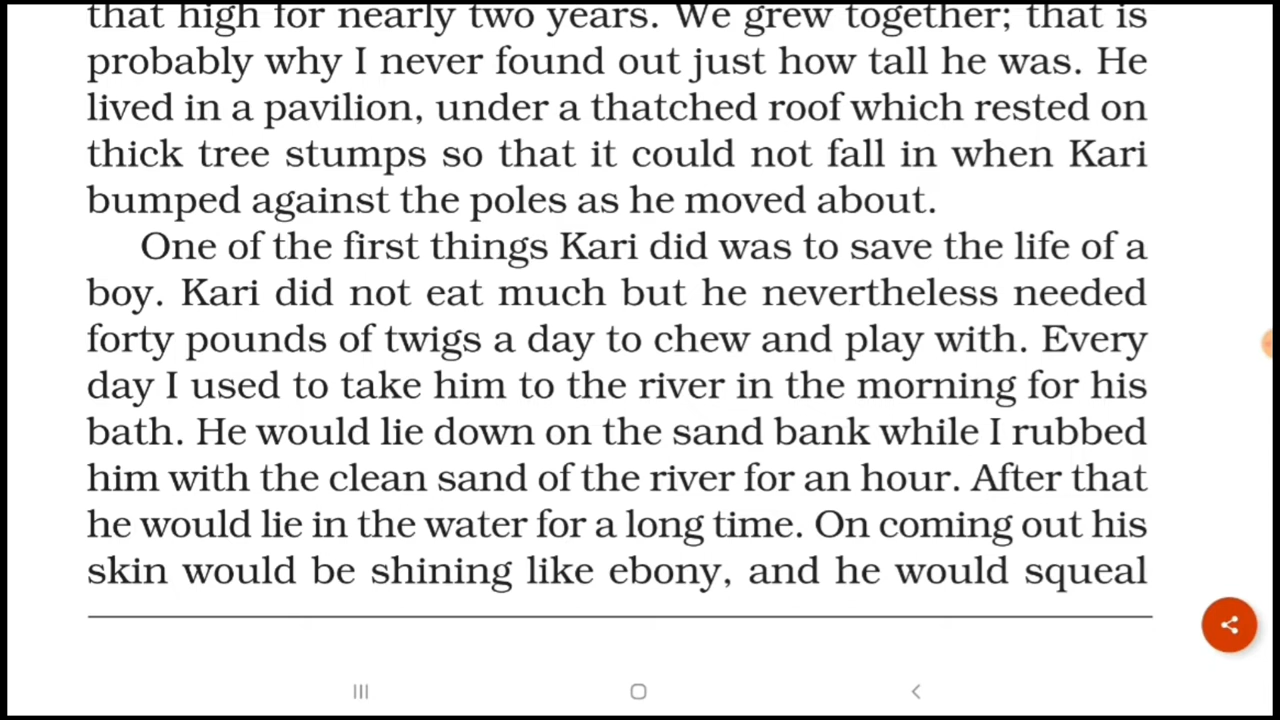 that high for nearly two years. We grew together; that is
probably why I never found out just how tall he was. He
lived in a pavilion, under a thatched roof which rested on
thick tree stumps so that it could not fall in when Kari
bumped against the poles as he moved about.
One of the first things Kari did was to save the life of a
boy. Kari did not eat much but he nevertheless needed
forty pounds of twigs a day to chew and play with. Every
day I used to take him to the river in the morning for his
bath. He would lie down on the sand bank while I rubbed
him with the clean sand of the river for an hour. After that
he would lie in the water for a long time. On coming out his
skin would be shining like ebony, and he would squeal